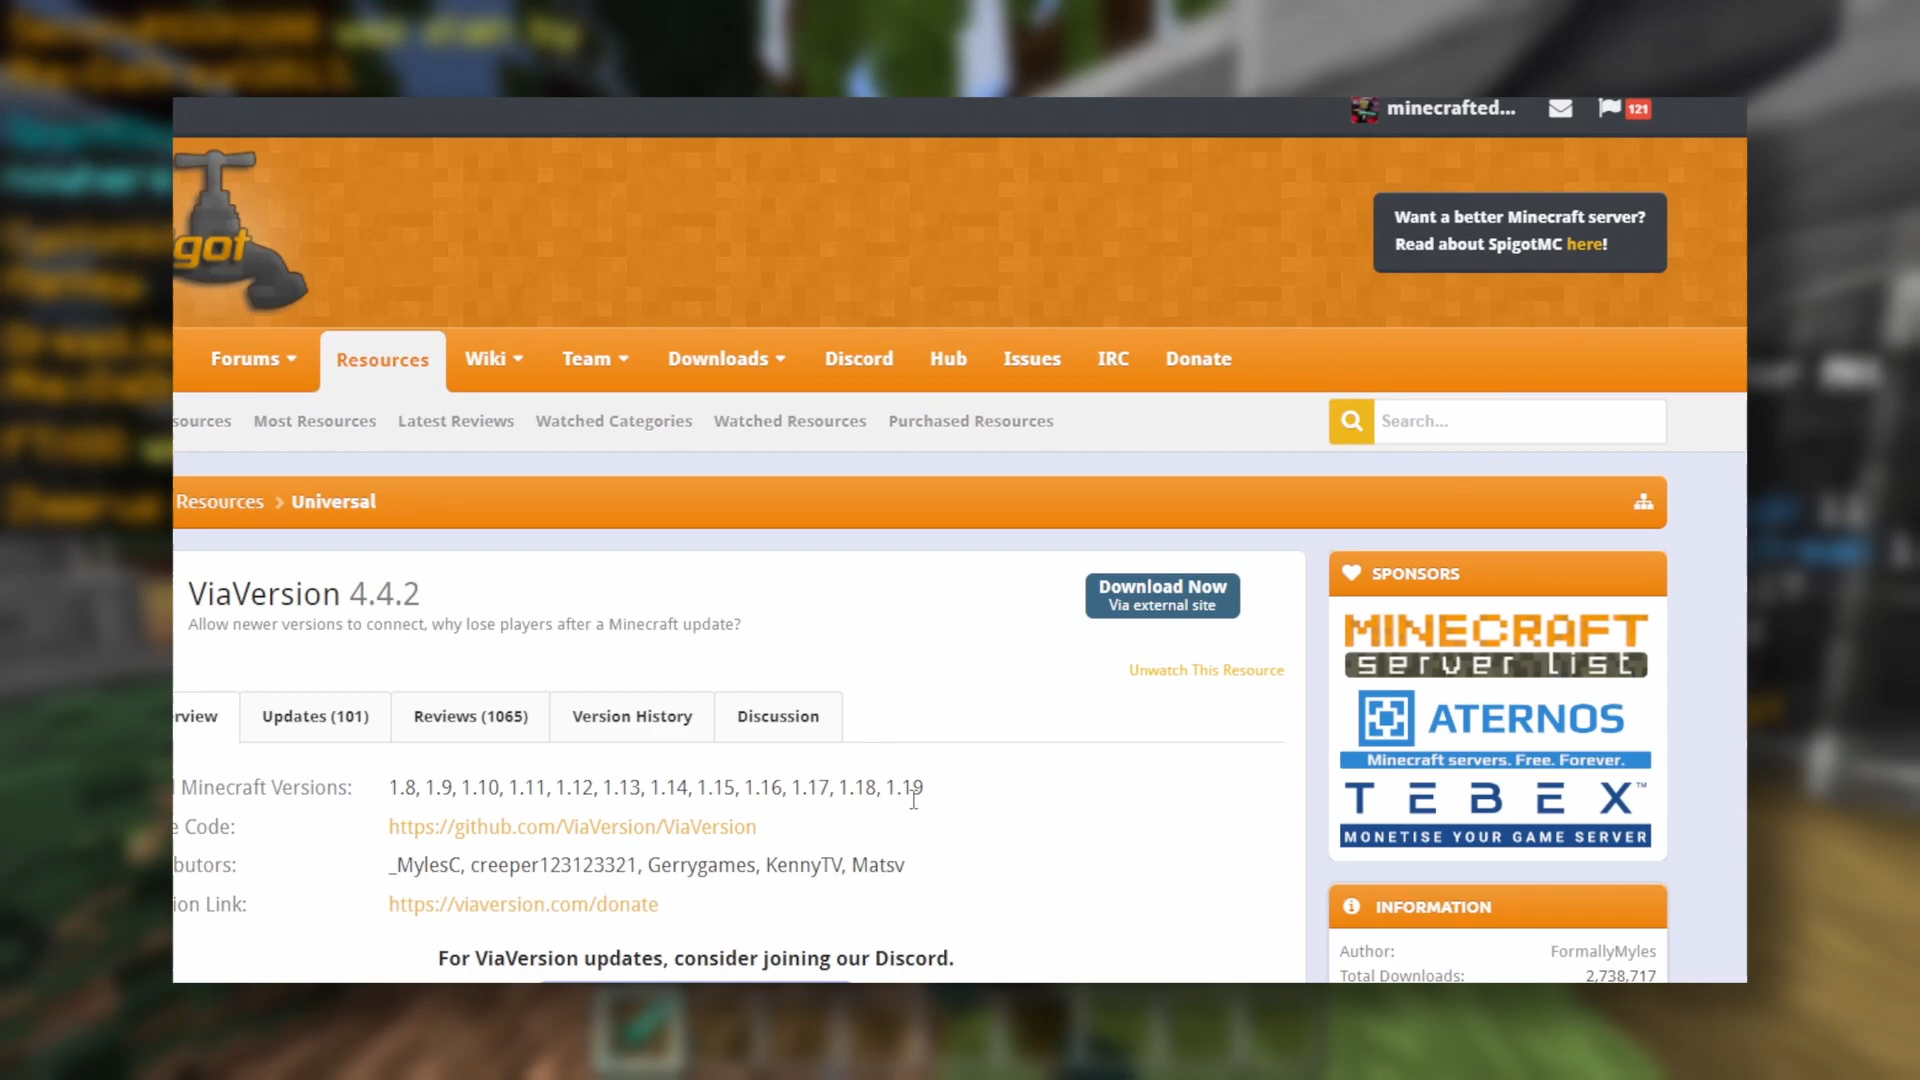 minecrafted...
121
got
Want a better Minecraft server?
Read about SpigotMC here!
Forums
Resources
Wiki
Team
Downloads
Discord
Hub
Issues
IRC
Donate
sources
Most Resources
Latest Reviews
Watched Categories
Watched Resources
Purchased Resources
Search...
Resources
Universal
ViaVersion 4.4.2
Allow newer versions to connect, why lose players after a Minecraft update?
Download Now
Via external site
Unwatch This Resource
rview
Updates (101)
Reviews (1065)
Version History
Discussion
Minecraft Versions: 1.8, 1.9, 1.10, 1.11, 1.12, 1.13, 1.14, 1.15, 1.16, 1.17, 1.18, 1.19
e Code: https://github.com/ViaVersion/ViaVersion
butors: _MylesC, creeper123123321, Gerrygames, KennyTV, Matsv
ion Link: https://viaversion.com/donate
For ViaVersion updates, consider joining our Discord.
SPONSORS
MINECRAFT
server list
ATERNOS
Minecraft servers. Free. Forever.
TEBEX™
MONETISE YOUR GAME SERVER
INFORMATION
Author: FormallyMyles
Total Downloads: 2,738,717